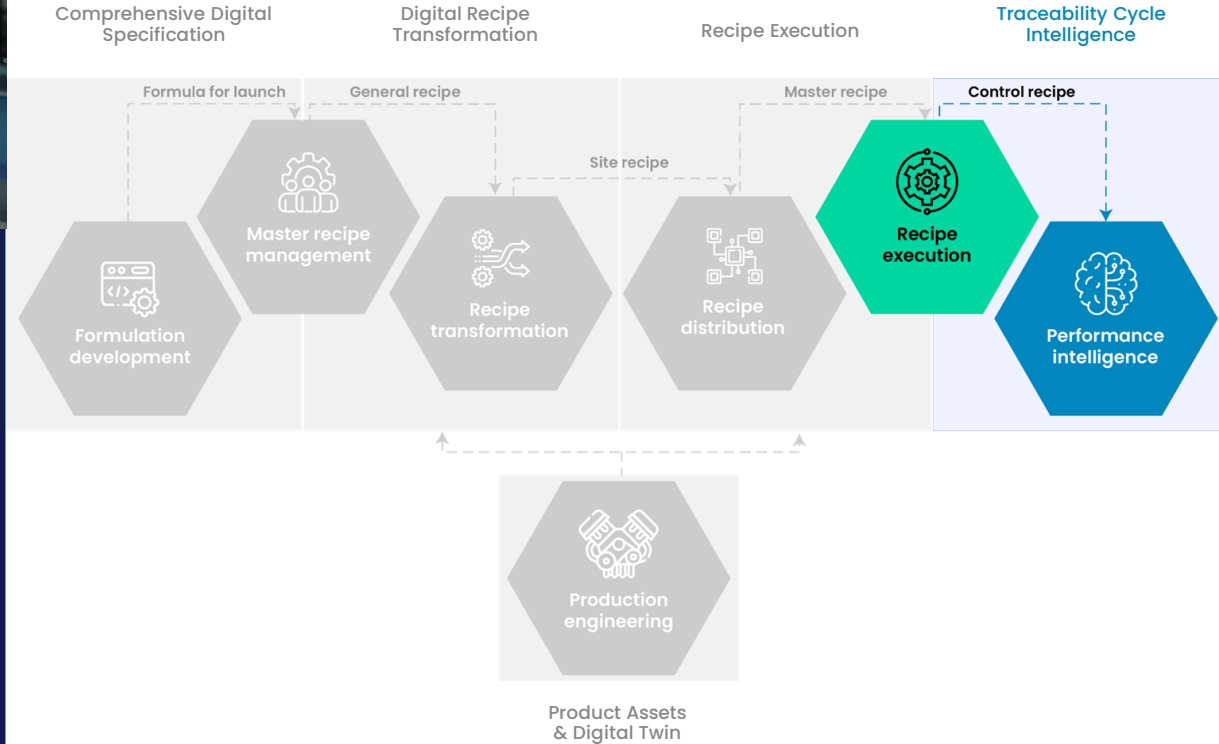 Comprehensive Digital
Specification
Digital Recipe
Transformation
Recipe Execution
Traceability Cycle
Intelligence
Formula for launch
General recipe
Master recipe
Control recipe
Site recipe
Master recipe
management
Recipe
execution
Formulation
development
Recipe
transformation
Recipe
distribution
Performance
intelligence
Production
engineering
Product Assets
& Digital Twin